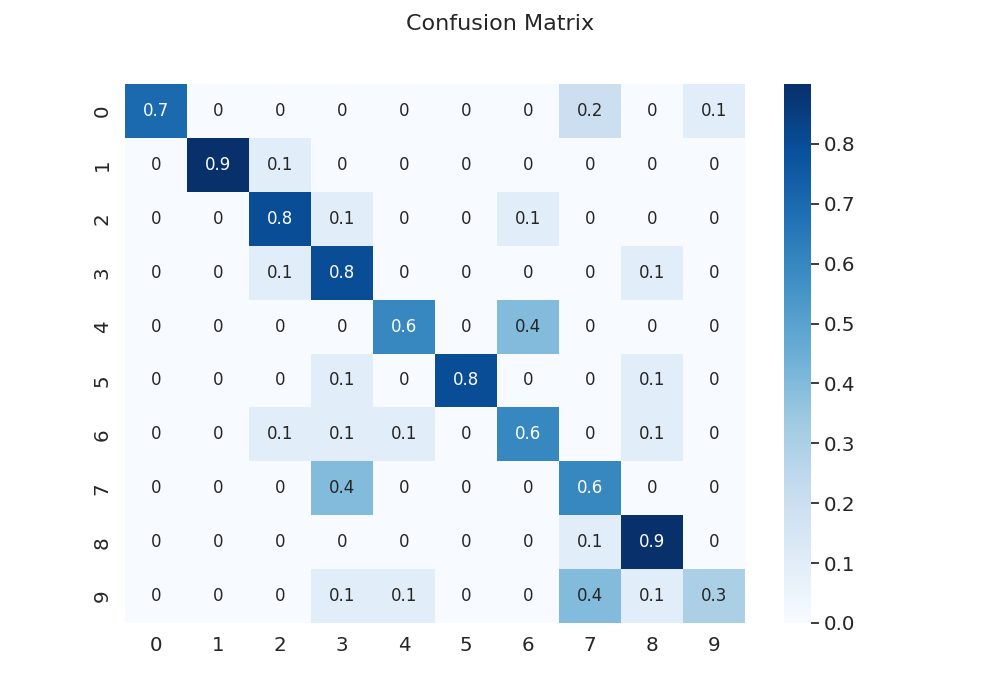 Confusion Matrix
0 0.7 0 0 0 0 0 0 0.2 0 0.1
1 0 0.9 0.1 0 0 0 0 0 0 0
2 0 0 0.8 0.1 0 0 0.1 0 0 0
3 0 0 0.1 0.8 0 0 0 0 0.1 0
4 0 0 0 0 0.6 0 0.4 0 0 0
5 0 0 0 0.1 0 0.8 0 0 0.1 0
6 0 0 0.1 0.1 0.1 0 0.6 0 0.1 0
7 0 0 0 0.4 0 0 0 0.6 0 0
8 0 0 0 0 0 0 0 0.1 0.9 0
9 0 0 0 0.1 0.1 0 0 0.4 0.1 0.3
0 1 2 3 4 5 6 7 8 9
0.8
0.7
0.6
0.5
0.4
0.3
0.2
0.1
0.0